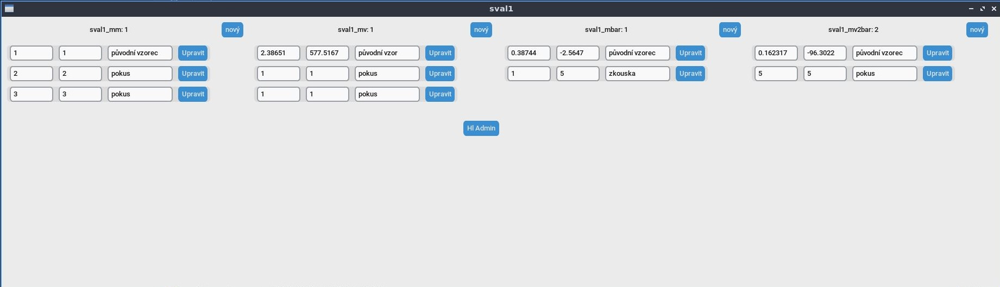 sval1
sval1_mm: 1 nový sval1_mv: 1 nový sval1_mbar: 1 nový sval1_mv2bar: 2 nový
1 1 původní vzorec Upravit 2.38651 577.5167 původní vzor Upravit 0.38744 -2.5647 původní vzorec Upravit 0.162317 -96.3022 původní vzorec Upravit
2 2 pokus Upravit 1 1 pokus Upravit 1 5 zkouska Upravit 5 5 pokus Upravit
3 3 pokus Upravit 1 1 pokus Upravit
Hl Admin